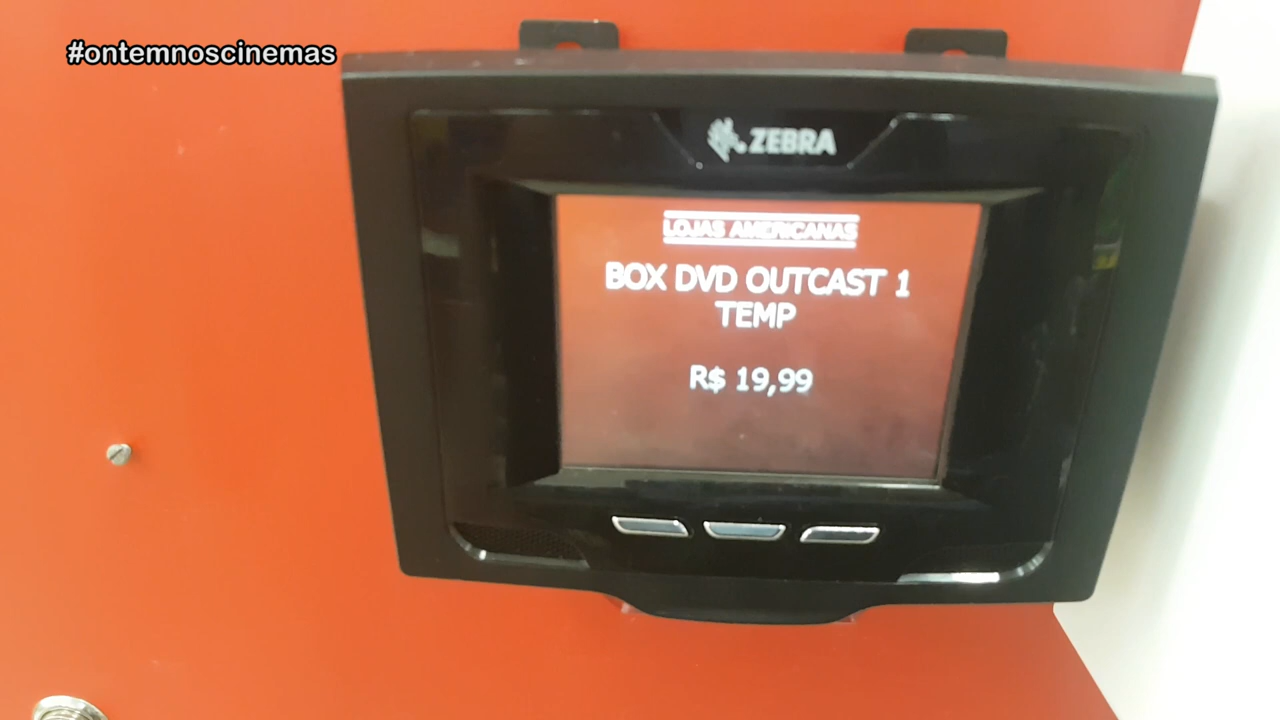 #ontemnoscinemas
ZEBRA
LOJAS AMERICANAS
BOX DVD OUTCAST 1
TEMP
R$ 19,99